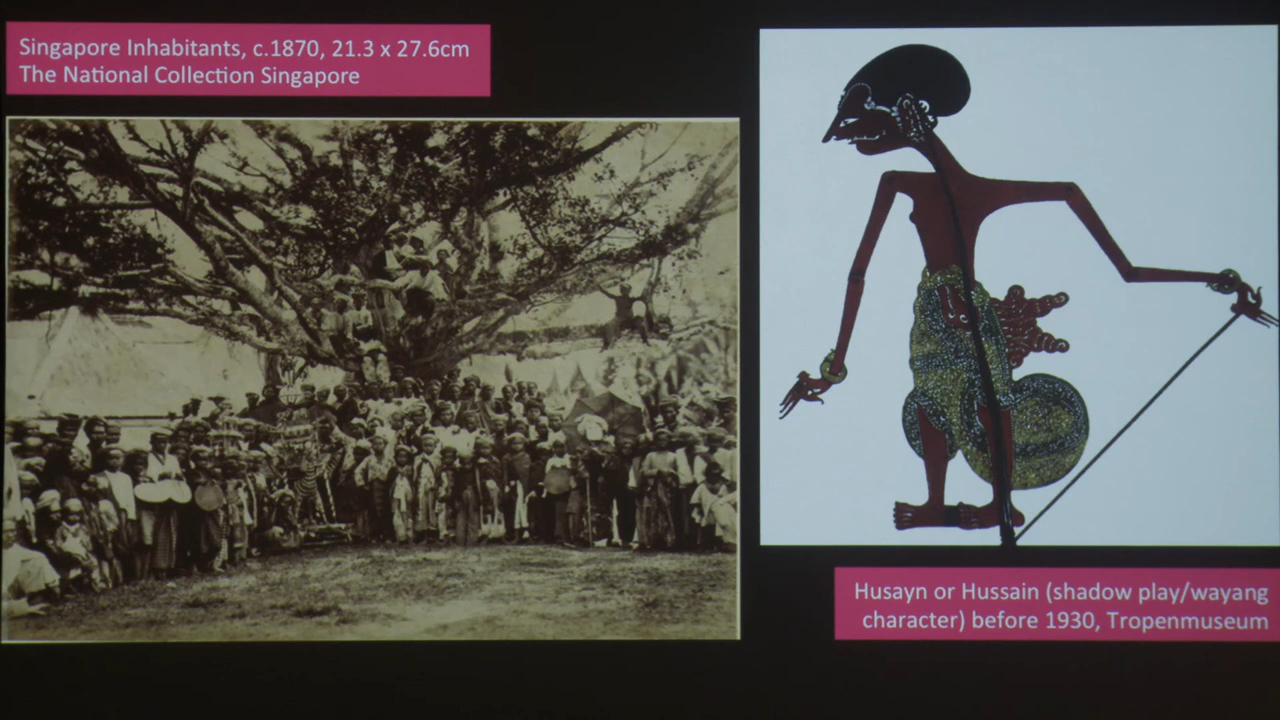 Singapore Inhabitants, c.1870, 21.3 x 27.6cm
The National Collection Singapore
Husayn or Hussain (shadow play/wayang
character) before 1930, Tropenmuseum